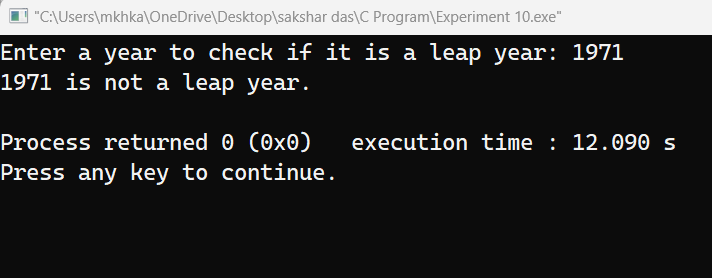 "C:\Users\mkhka\OneDrive\Desktop\sakshar das\C Program\Experiment 10.exe"
Enter a year to check if it is a leap year: 1971
1971 is not a leap year.
Process returned 0 (0x0)   execution time : 12.090 s
Press any key to continue.